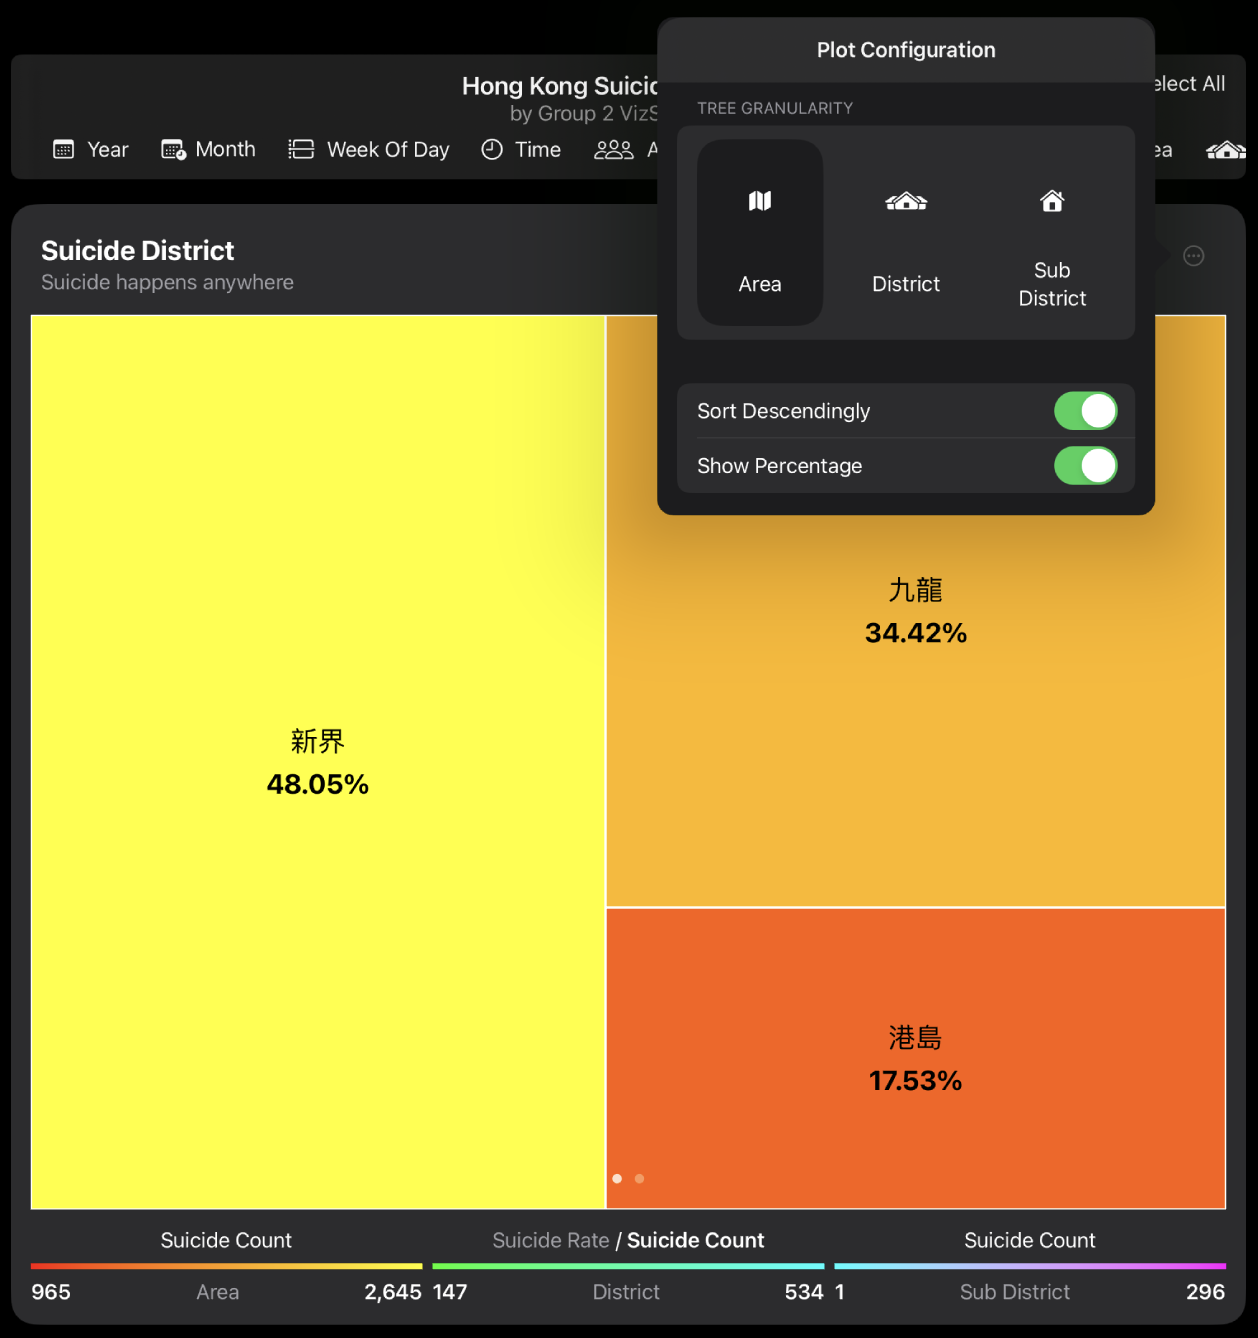 Plot Configuration
Hong Kong
elect All
by Group 2
TREE GRANULARITY
Year
Month
Week Of Day
Time
Area
District
Sub
District
Suicide District
Suicide happens anywhere
Sort Descendingly
Show Percentage
九龍
34.42%
新界
48.05%
港島
17.53%
Suicide Count
Suicide Rate / Suicide Count
Suicide Count
965 Area 2,645
147 District 534
1 Sub District 296